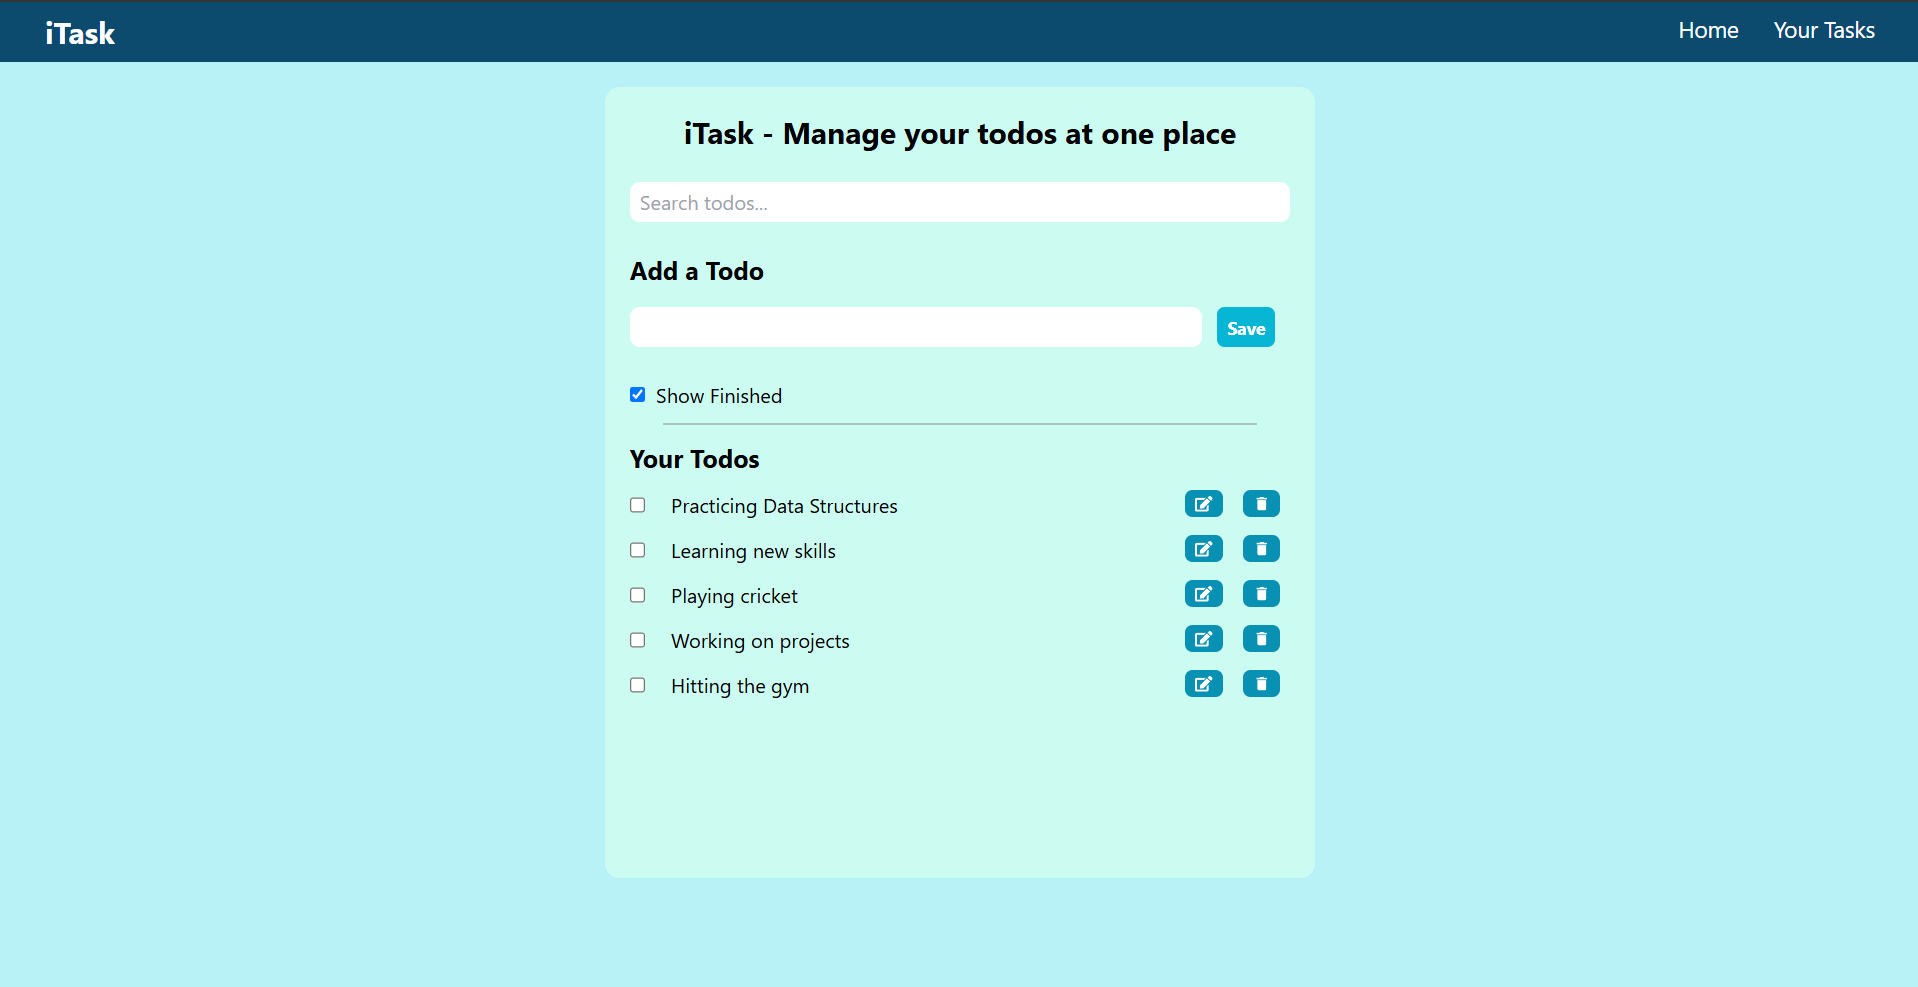 iTask
Home Your Tasks
iTask - Manage your todos at one place
Search todos...
Add a Todo
Save
Show Finished
Your Todos
Practicing Data Structures
Learning new skills
Playing cricket
Working on projects
Hitting the gym